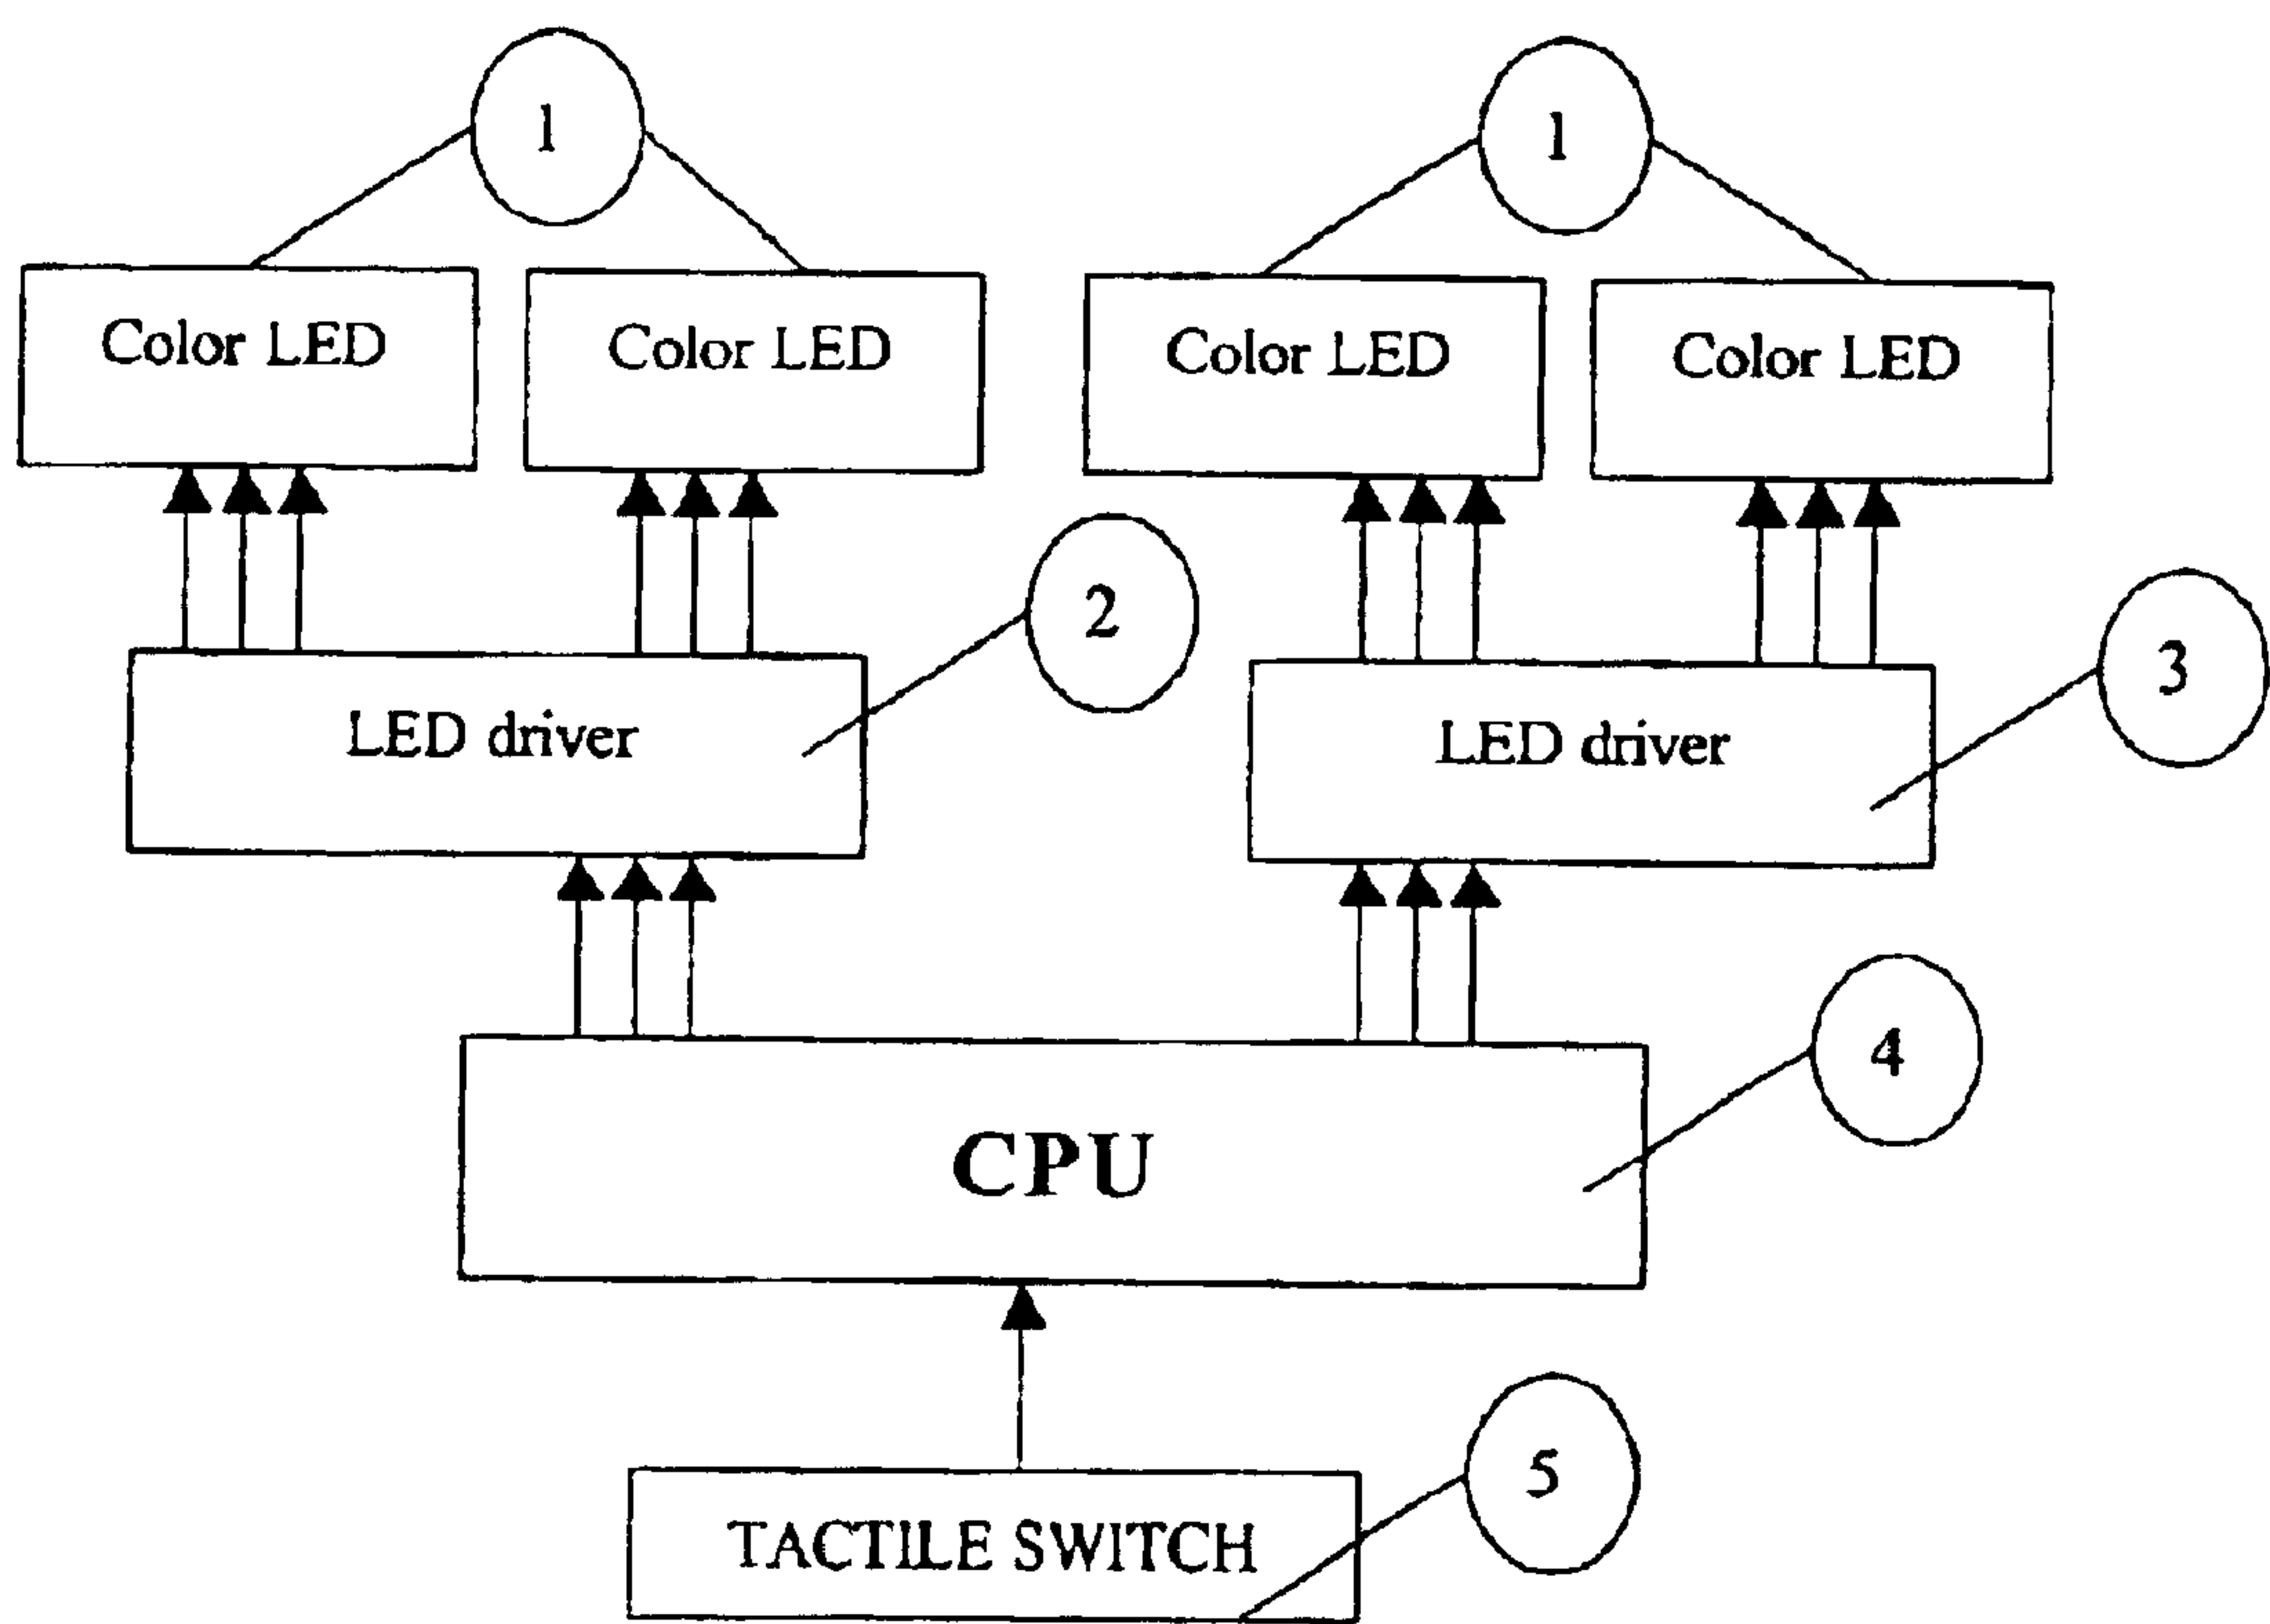 1
1
Color LED
Color LED
Color LED
Color LED
2
3
LED driver
LED driver
4
CPU
5
TACTILE SWITCH